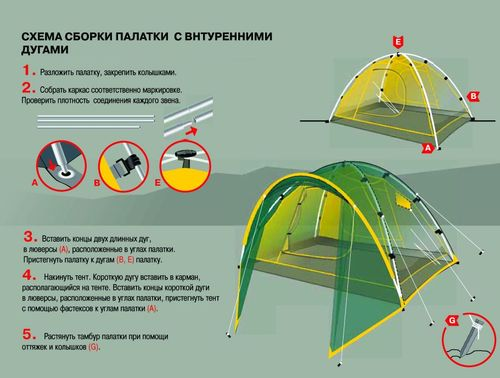 СХЕМА СБОРКИ ПАЛАТКИ С ВНТУРЕННИМИ
ДУГАМИ
1. Разложить палатку, закрепить колышками.
2. Собрать каркас соответственно маркировке.
Проверить плотность соединения каждого звена.
A
B
E
E
B
A
3. Вставить концы двух длинных дуг,
в люверсы (A), расположенные в углах палатки.
Пристегнуть палатку к дугам (B, E) палатку.
4. Накинуть тент. Короткую дугу вставить в карман,
располагающийся на тенте. Вставить концы короткой дуги
в люверсы, расположенные в углах палатки, пристегнуть тент
с помощью фастексов к углам палатки (A).
5. Растянуть тамбур палатки при помощи
оттяжек и колышков (G).
G